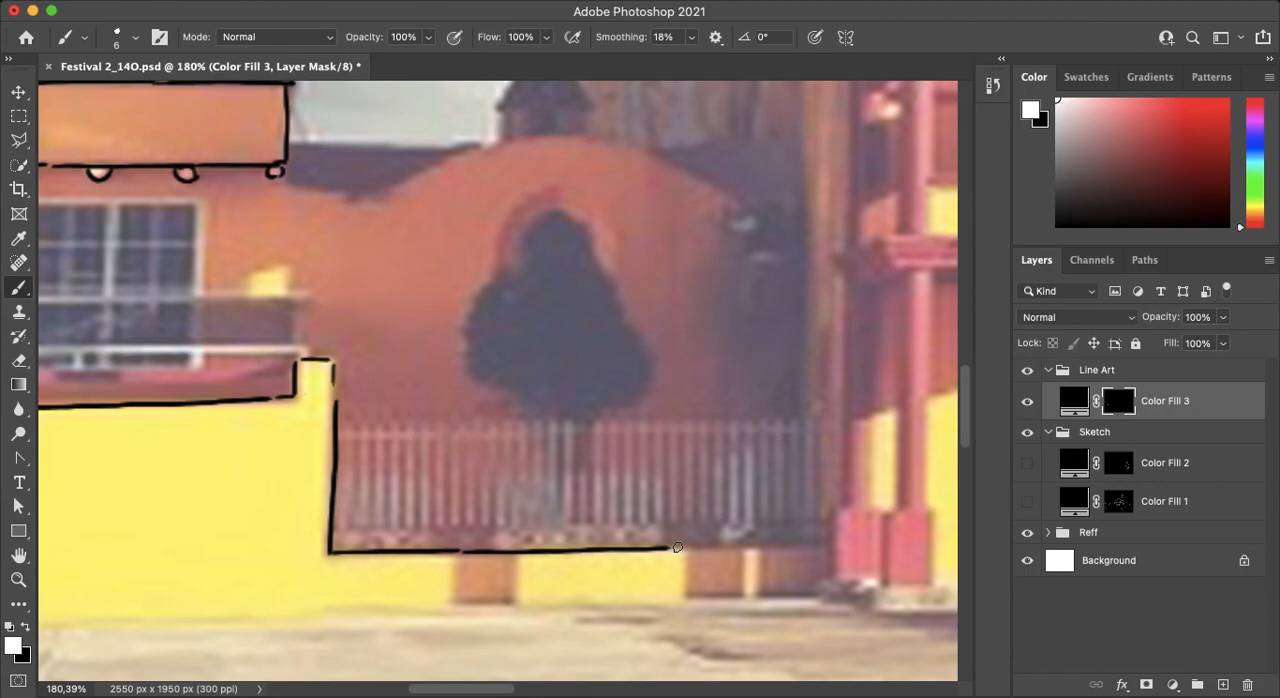 Adobe Photoshop 2021
6
Mode: Normal
Opacity: 100%
Flow: 100%
Smoothing: 18%
0°
Festival 2_14O.psd @ 180% (Color Fill 3, Layer Mask/8) *
Color
Swatches
Gradients
Patterns
Layers
Channels
Paths
Kind
Normal
Opacity: 100%
Lock:
Fill: 100%
Line Art
Color Fill 3
Sketch
Color Fill 2
Color Fill 1
Reff
Background
180,39%
2550 px x 1950 px (300 ppi)
fx